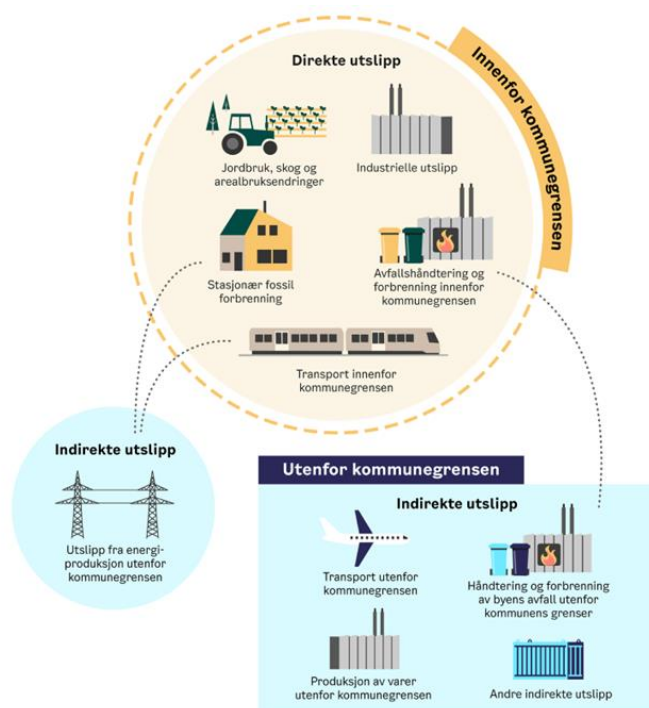 Direkte utslipp
Innenfor kommunegrensen
Jordbruk, skog og
arealbruksendringer
Industrielle utslipp
Stasjonær fossil
forbrenning
Avfallshåndtering og
forbrenning innenfor
kommunegrensen
Transport innenfor
kommunegrensen
Indirekte utslipp
Utslipp fra energi-
produksjon utenfor
kommunegrensen
Utenfor kommunegrensen
Indirekte utslipp
Transport utenfor
kommunegrensen
Håndtering og forbrenning
av byens avfall utenfor
kommunens grenser
Produksjon av varer
utenfor kommunegrensen
Andre indirekte utslipp